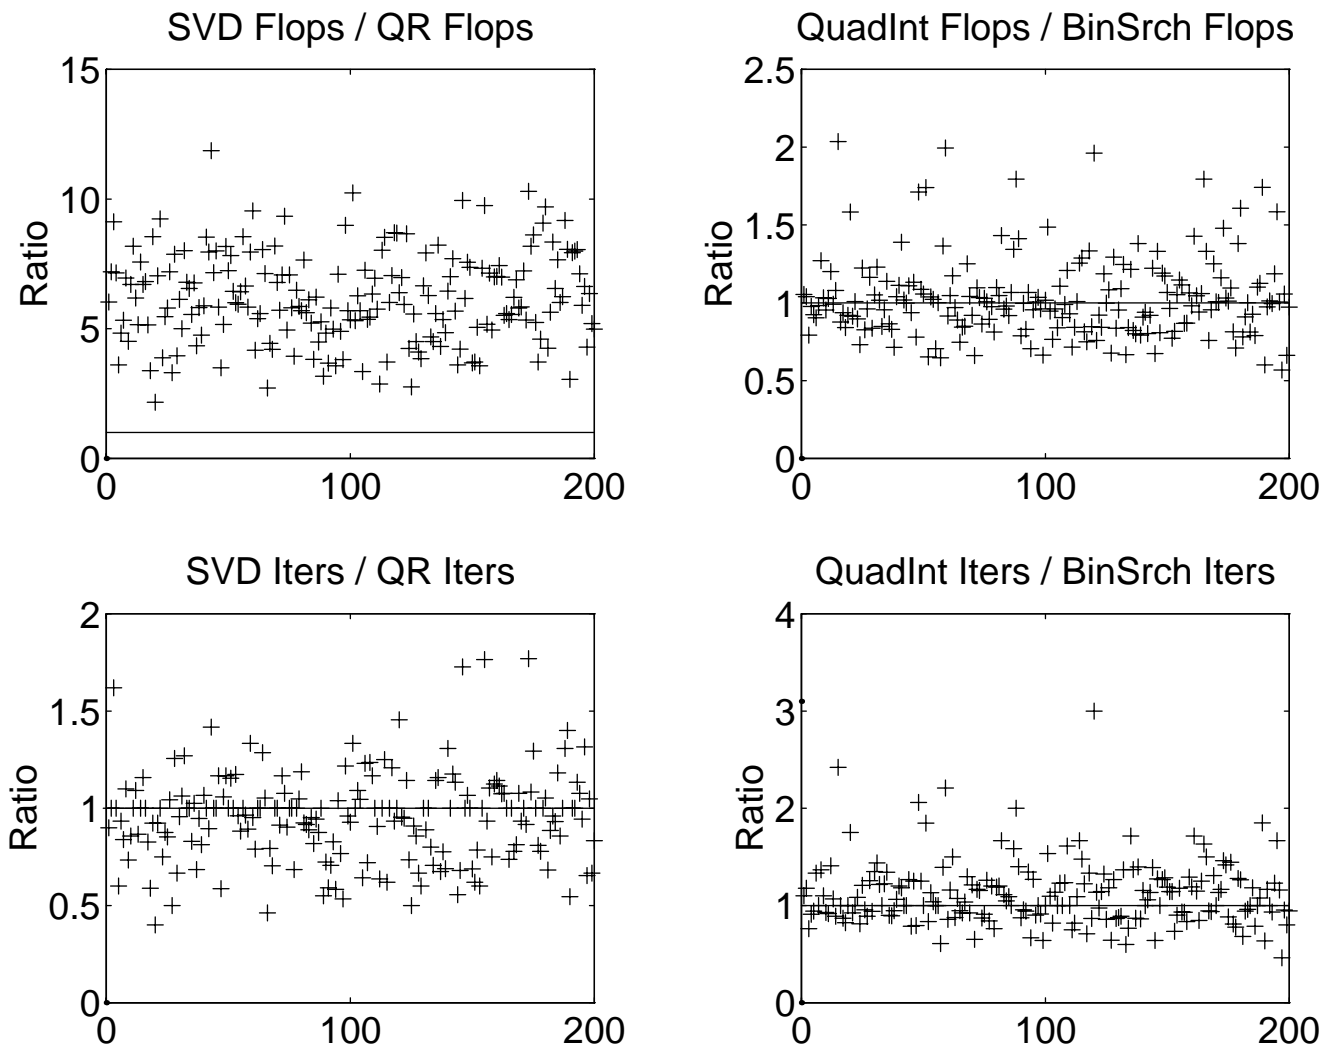 SVD Flops / QR Flops
Ratio
15
10
5
0
0 100 200
QuadInt Flops / BinSrch Flops
Ratio
2.5
2
1.5
1
0.5
0
0 100 200
SVD Iters / QR Iters
Ratio
2
1.5
1
0.5
0
0 100 200
QuadInt Iters / BinSrch Iters
Ratio
4
3
2
1
0
0 100 200